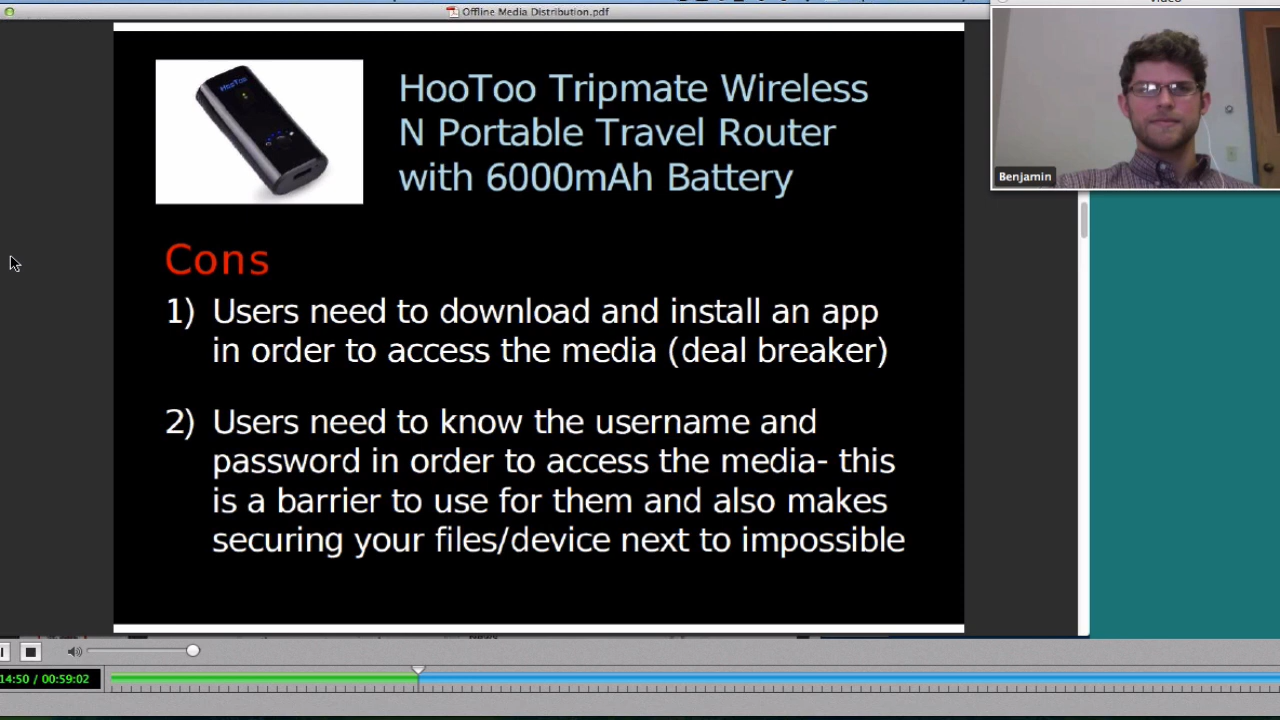 Offline Media Distribution.pdf
Video
HooToo
HooToo Tripmate Wireless
N Portable Travel Router
with 6000mAh Battery
Benjamin
Cons
1) Users need to download and install an app
in order to access the media (deal breaker)
2) Users need to know the username and
password in order to access the media- this
is a barrier to use for them and also makes
securing your files/device next to impossible
14:50 / 00:59:02